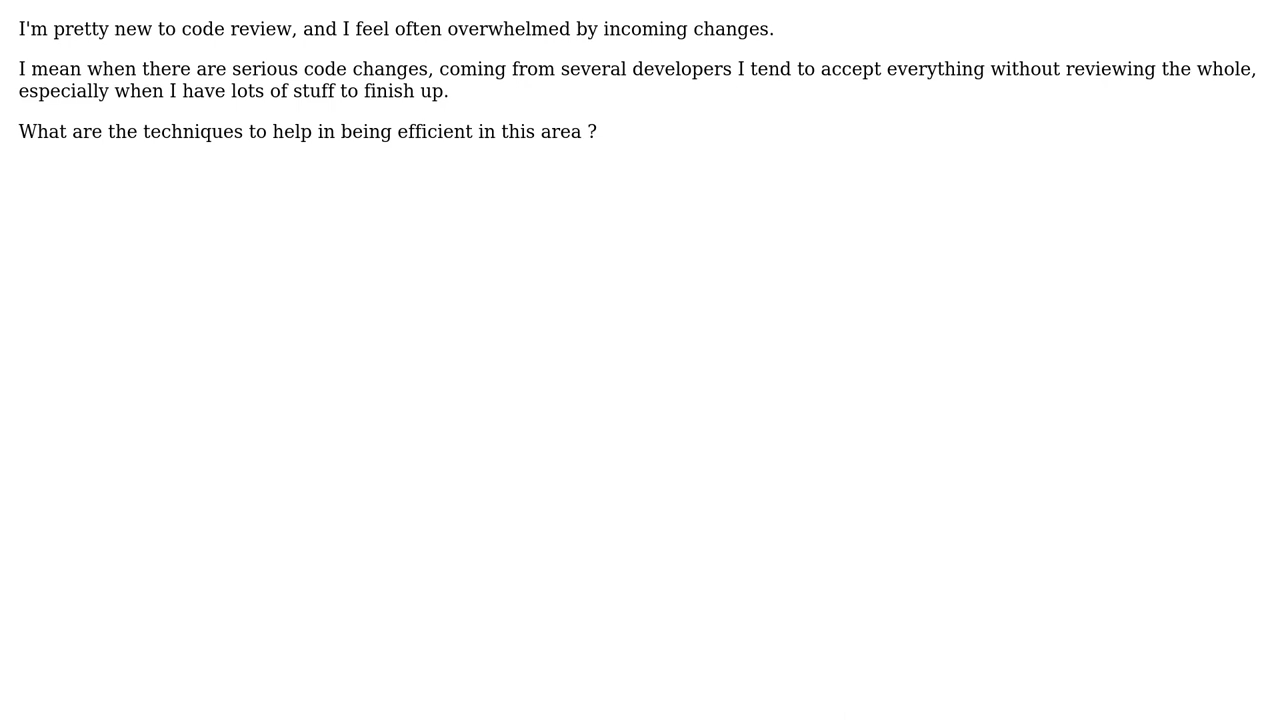 I'm pretty new to code review, and I feel often overwhelmed by incoming changes.
I mean when there are serious code changes, coming from several developers I tend to accept everything without reviewing the whole,
especially when I have lots of stuff to finish up.
What are the techniques to help in being efficient in this area ?